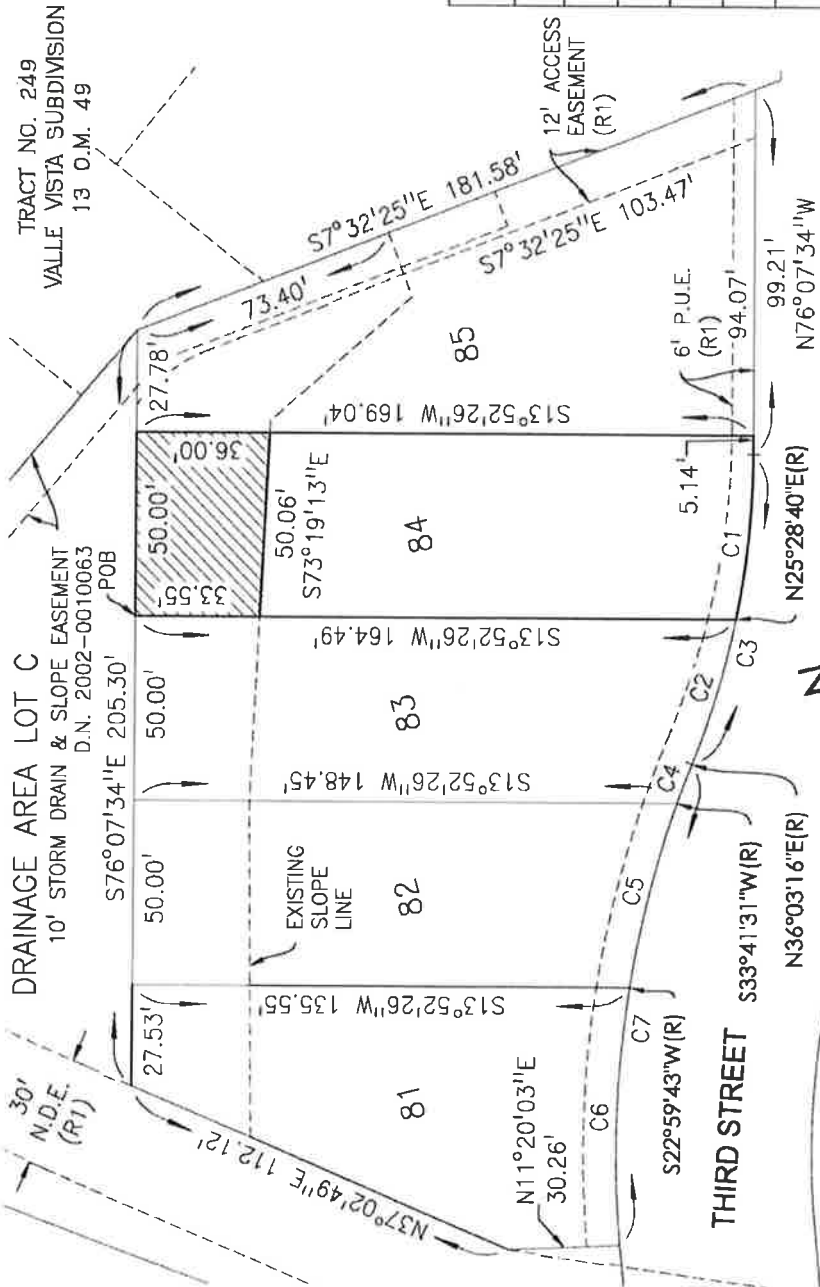 TRACT NO. 249
VALLE VISTA SUBDIVISION
13 O.M. 49
DRAINAGE AREA LOT C
10' STORM DRAIN & SLOPE EASEMENT
D.N. 2002-0010063
POB
S76°07'34"E 205.30'
30'
N.D.E.
(R1)
27.53'
50.00'
50.00'
50.00'
27.78'
73.40'
S7°32'25"E 181.58'
12' ACCESS
EASEMENT
(R1)
S7°32'25"E 103.47'
33.55'
36.00'
50.06'
S73°19'13"E
EXISTING
SLOPE
LINE
N37°02'49"E 112.12'
S13°52'26"W 135.55'
S13°52'26"W 148.45'
S13°52'26"W 164.49'
S13°52'26"W 169.04'
81
82
83
84
85
N11°20'03"E
30.26'
6' P.U.E.
(R1)
94.07'
5.14'
99.21'
N76°07'34"W
C6
C7
C5
C4
C2
C3
C1
S22°59'43"W(R)
S33°41'31"W(R)
N36°03'16"E(R)
N25°28'40"E(R)
THIRD STREET